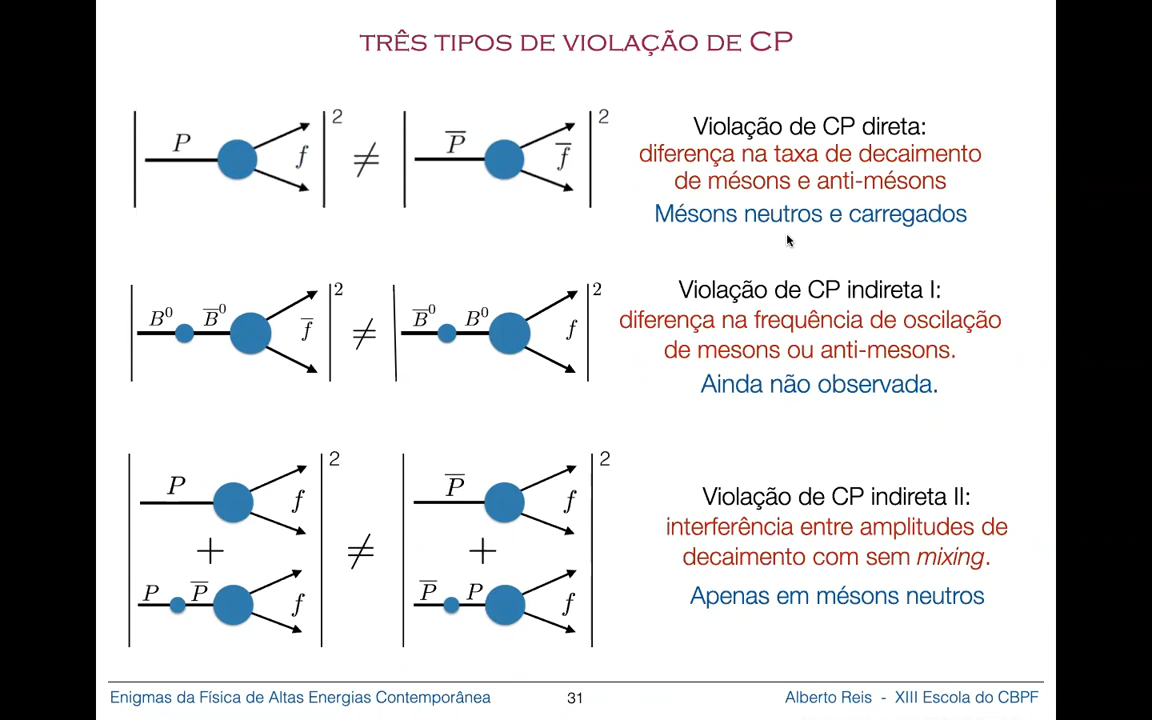 TRÊS TIPOS DE VIOLAÇÃO DE CP
P f 2 ≠ P̅ f̅ 2
Violação de CP direta:
diferença na taxa de decaimento
de mésons e anti-mésons
Mésons neutros e carregados
B⁰ B̅⁰ f̅ 2 ≠ B̅⁰ B⁰ f 2
Violação de CP indireta I:
diferença na frequência de oscilação
de mesons ou anti-mesons.
Ainda não observada.
P f 2 P̅ f 2
+ ≠ +
P P̅ f P̅ P f
Violação de CP indireta II:
interferência entre amplitudes de
decaimento com sem mixing.
Apenas em mésons neutros
Enigmas da Física de Altas Energias Contemporânea
31
Alberto Reis - XIII Escola do CBPF